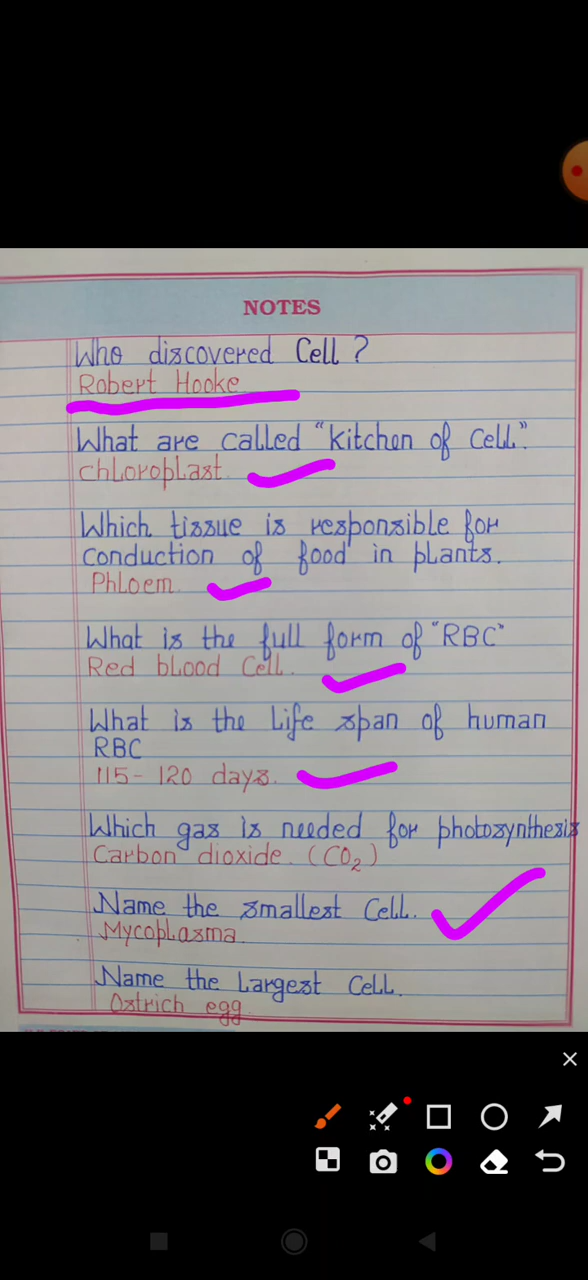 NOTES
Who discovered Cell ?
Robert Hooke
What are called "kitchen of Cell"
chloroplast
Which tissue is responsible for
conduction of food in plants.
Phloem
What is the full form of "RBC"
Red blood Cell.
What is the Life span of human
RBC
115-120 days.
Which gas is needed for photosynthesis
Carbon dioxide. (CO₂)
Name the smallest Cell.
Mycoplasma
Name the Largest Cell.
Ostrich egg.